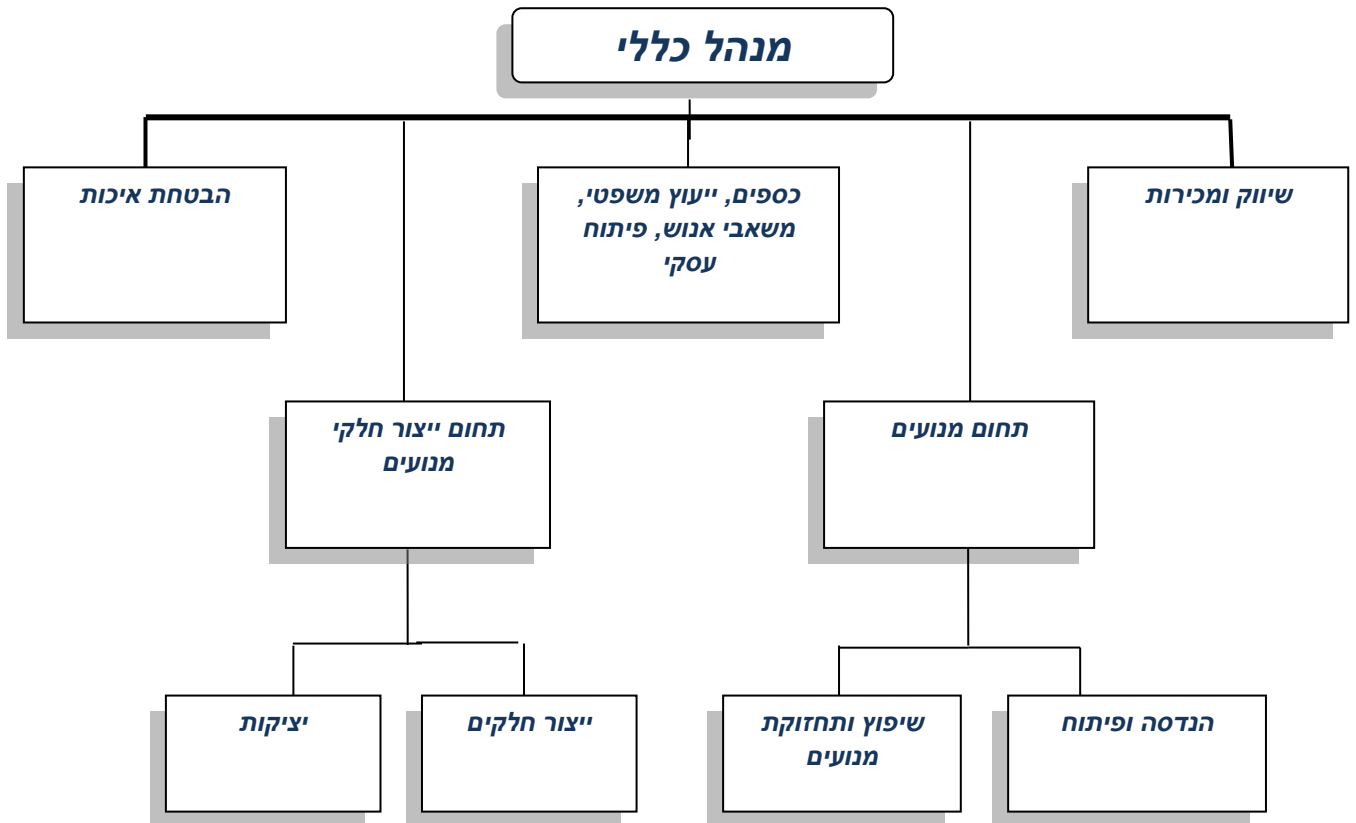 מנהל כללי
שיווק ומכירות
כספים, ייעוץ משפטי,
משאבי אנוש, פיתוח
עסקי
הבטחת איכות
תחום מנועים
תחום ייצור חלקי
מנועים
הנדסה ופיתוח
שיפוץ ותחזוקת
מנועים
ייצור חלקים
יציקות